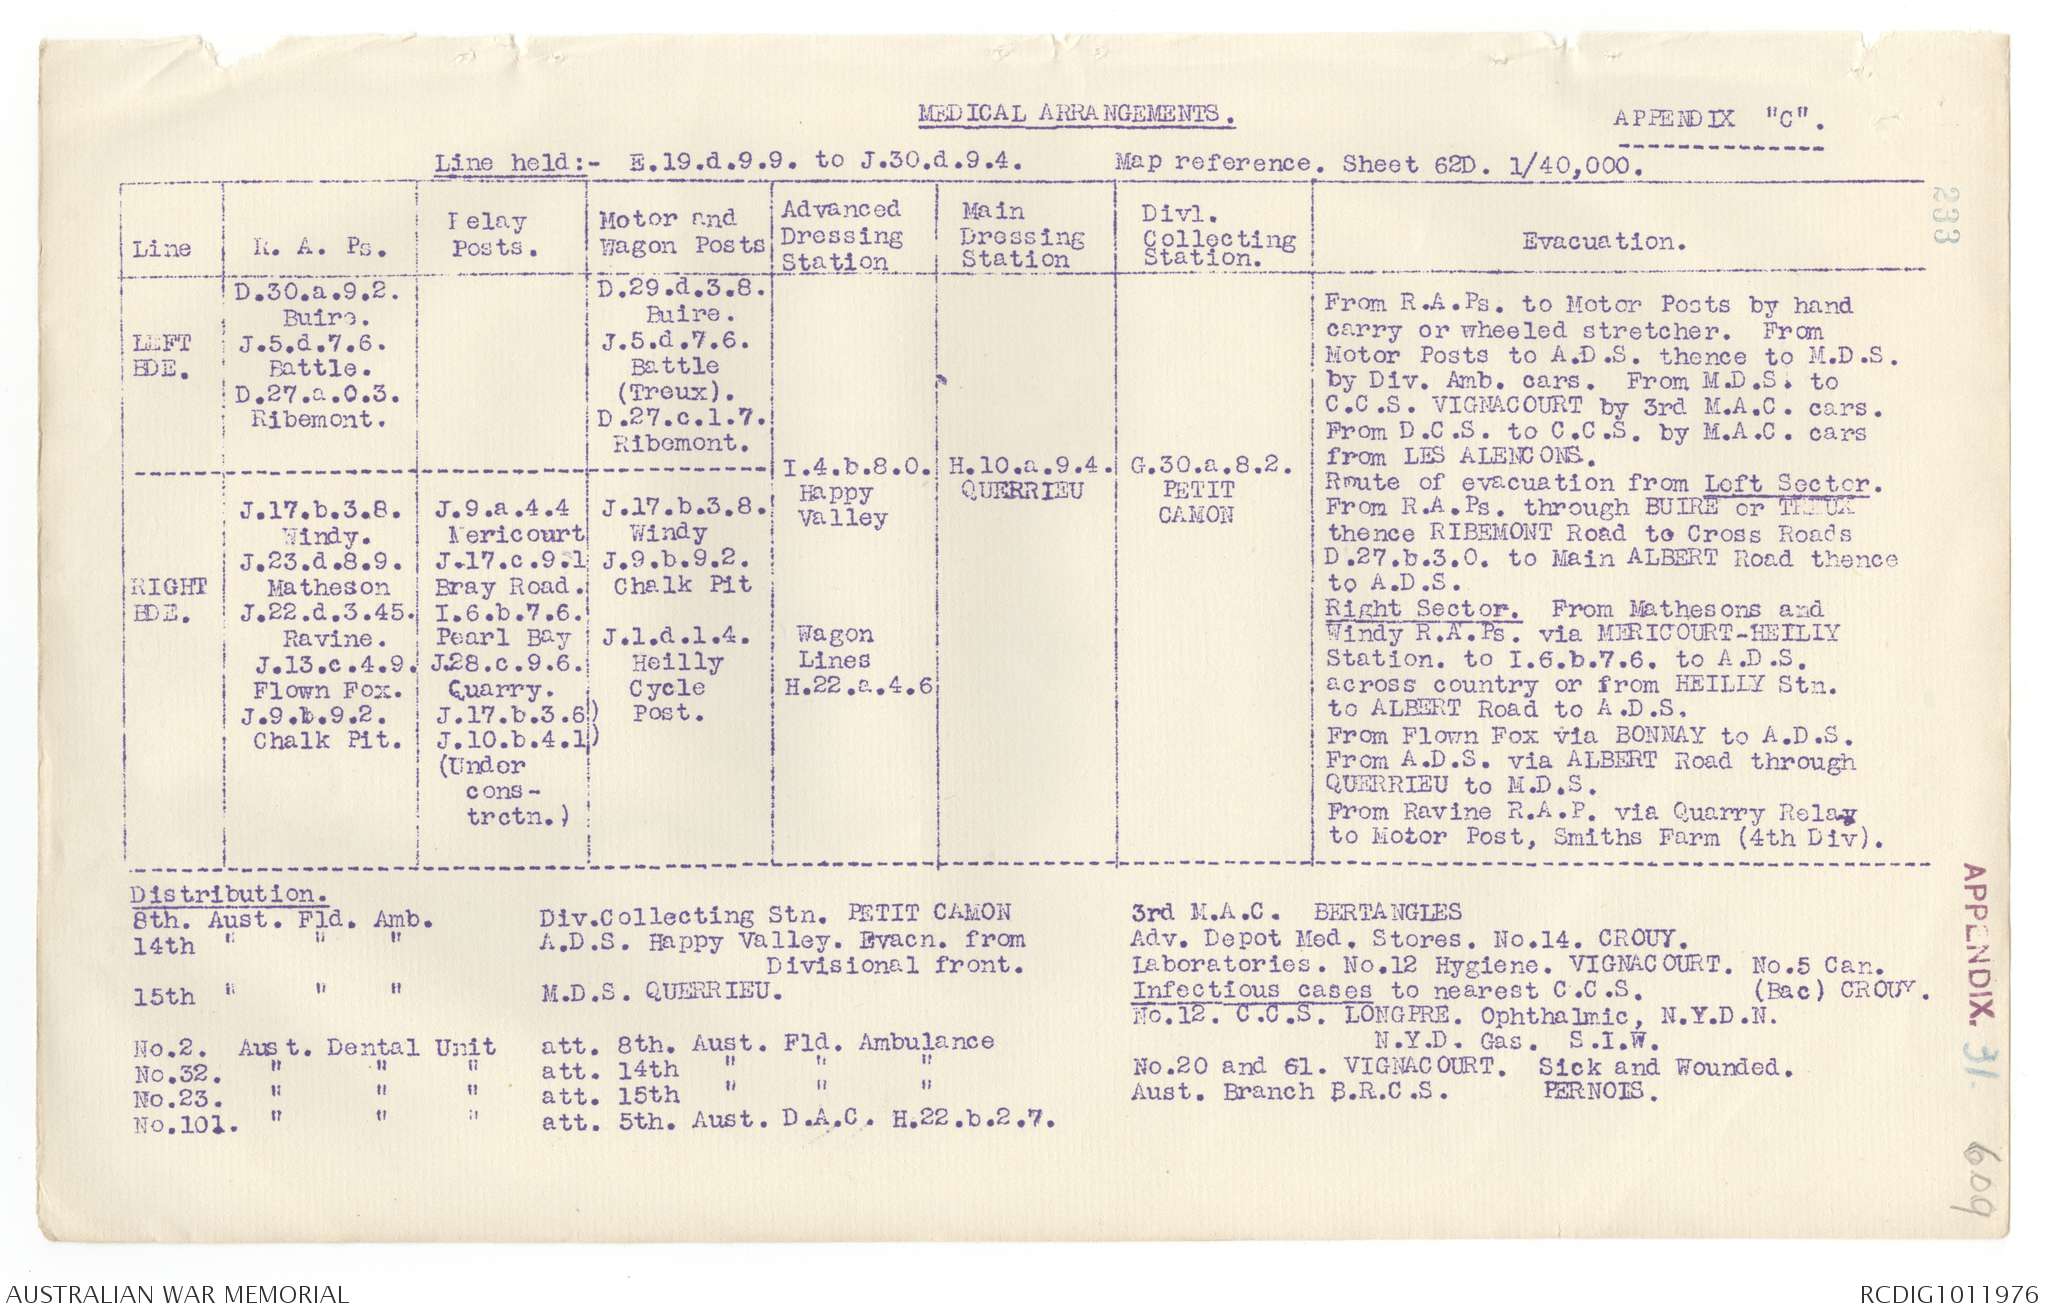 MEDICAL ARRANGEMENTS.
APPENDIX "C".
Line held:- E.19.d.9.9. to J.30.d.9.4. Map reference. Sheet 62D. 1/40,000.
233
Line
R. A. Ps.
Relay
Posts.
Motor and
Wagon Posts
Advanced
Dressing
Station
Main
Dressing
Station
Divl.
Collecting
Station.
Evacuation.
LEFT
BDE.
D.30.a.9.2.
Buire.
J.5.d.7.6.
Battle.
D.27.a.0.3.
Ribemont.
D.29.d.3.8.
Buire.
J.5.d.7.6.
Battle
(Treux).
D.27.c.1.7.
Ribemont.
RIGHT
BDE.
J.17.b.3.8.
Windy.
J.23.d.8.9.
Matheson
J.22.d.3.45.
Ravine.
J.13.c.4.9.
Flown Fox.
J.9.b.9.2.
Chalk Pit.
J.9.a.4.4
Mericourt
J.17.c.9.1
Bray Road.
I.6.b.7.6.
Pearl Bay
J.28.c.9.6.
Quarry.
J.17.b.3.6)
J.10.b.4.1)
(Under
cons-
trctn.)
J.17.b.3.8.
Windy
J.9.b.9.2.
Chalk Pit
J.1.d.1.4.
Heilly
Cycle
Post.
I.4.b.8.0.
Happy
Valley
Wagon
Lines
H.22.a.4.6
H.10.a.9.4.
QUERRIEU
G.30.a.8.2.
PETIT
CAMON
From R.A.Ps. to Motor Posts by hand
carry or wheeled stretcher. From
Motor Posts to A.D.S. thence to M.D.S.
by Div. Amb. cars. From M.D.S. to
C.C.S. VIGNACOURT by 3rd M.A.C. cars.
From D.C.S. to C.C.S. by M.A.C. cars
from LES ALENCONS.
Route of evacuation from Left Sector.
From R.A.Ps. through BUIRE or TREUX
thence RIBEMONT Road to Cross Roads
D.27.b.3.0. to Main ALBERT Road thence
to A.D.S.
Right Sector. From Mathesons and
Windy R.A.Ps. via MERICOURT-HEILIY
Station. to I.6.b.7.6. to A.D.S.
across country or from HEILLY Stn.
to ALBERT Road to A.D.S.
From Flown Fox via BONNAY to A.D.S.
From A.D.S. via ALBERT Road through
QUERRIEU to M.D.S.
From Ravine R.A.P. via Quarry Relay
to Motor Post, Smiths Farm (4th Div).
Distribution.
8th. Aust. Fld. Amb. Div.Collecting Stn. PETIT CAMON
14th " " " A.D.S. Happy Valley. Evacn. from
Divisional front.
15th " " " M.D.S. QUERRIEU.
No.2. Aust. Dental Unit att. 8th. Aust. Fld. Ambulance
No.32. " " " att. 14th " " "
No.23. " " " att. 15th " " "
No.101. " " " att. 5th. Aust. D.A.C. H.22.b.2.7.
3rd M.A.C. BERTANGLES
Adv. Depot Med. Stores. No.14. CROUY.
Laboratories. No.12 Hygiene. VIGNACOURT. No.5 Can.
Infectious cases to nearest C.C.S. (Bac) CROUY.
No.12. C.C.S. LONGPRE. Ophthalmic, N.Y.D.N.
N.Y.D. Gas. S.I.W.
No.20 and 61. VIGNACOURT. Sick and Wounded.
Aust. Branch B.R.C.S. PERNOIS.
APPENDIX. 31.
609
AUSTRALIAN WAR MEMORIAL
RCDIG1011976